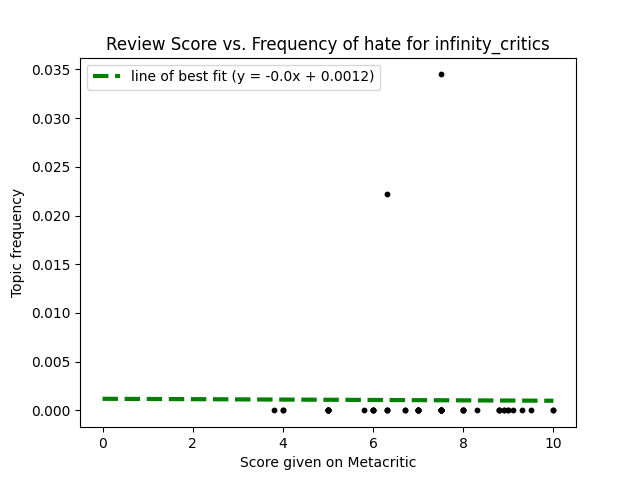 Review Score vs. Frequency of hate for infinity_critics
line of best fit (y = -0.0x + 0.0012)
Topic frequency
0.035
0.030
0.025
0.020
0.015
0.010
0.005
0.000
0 2 4 6 8 10
Score given on Metacritic